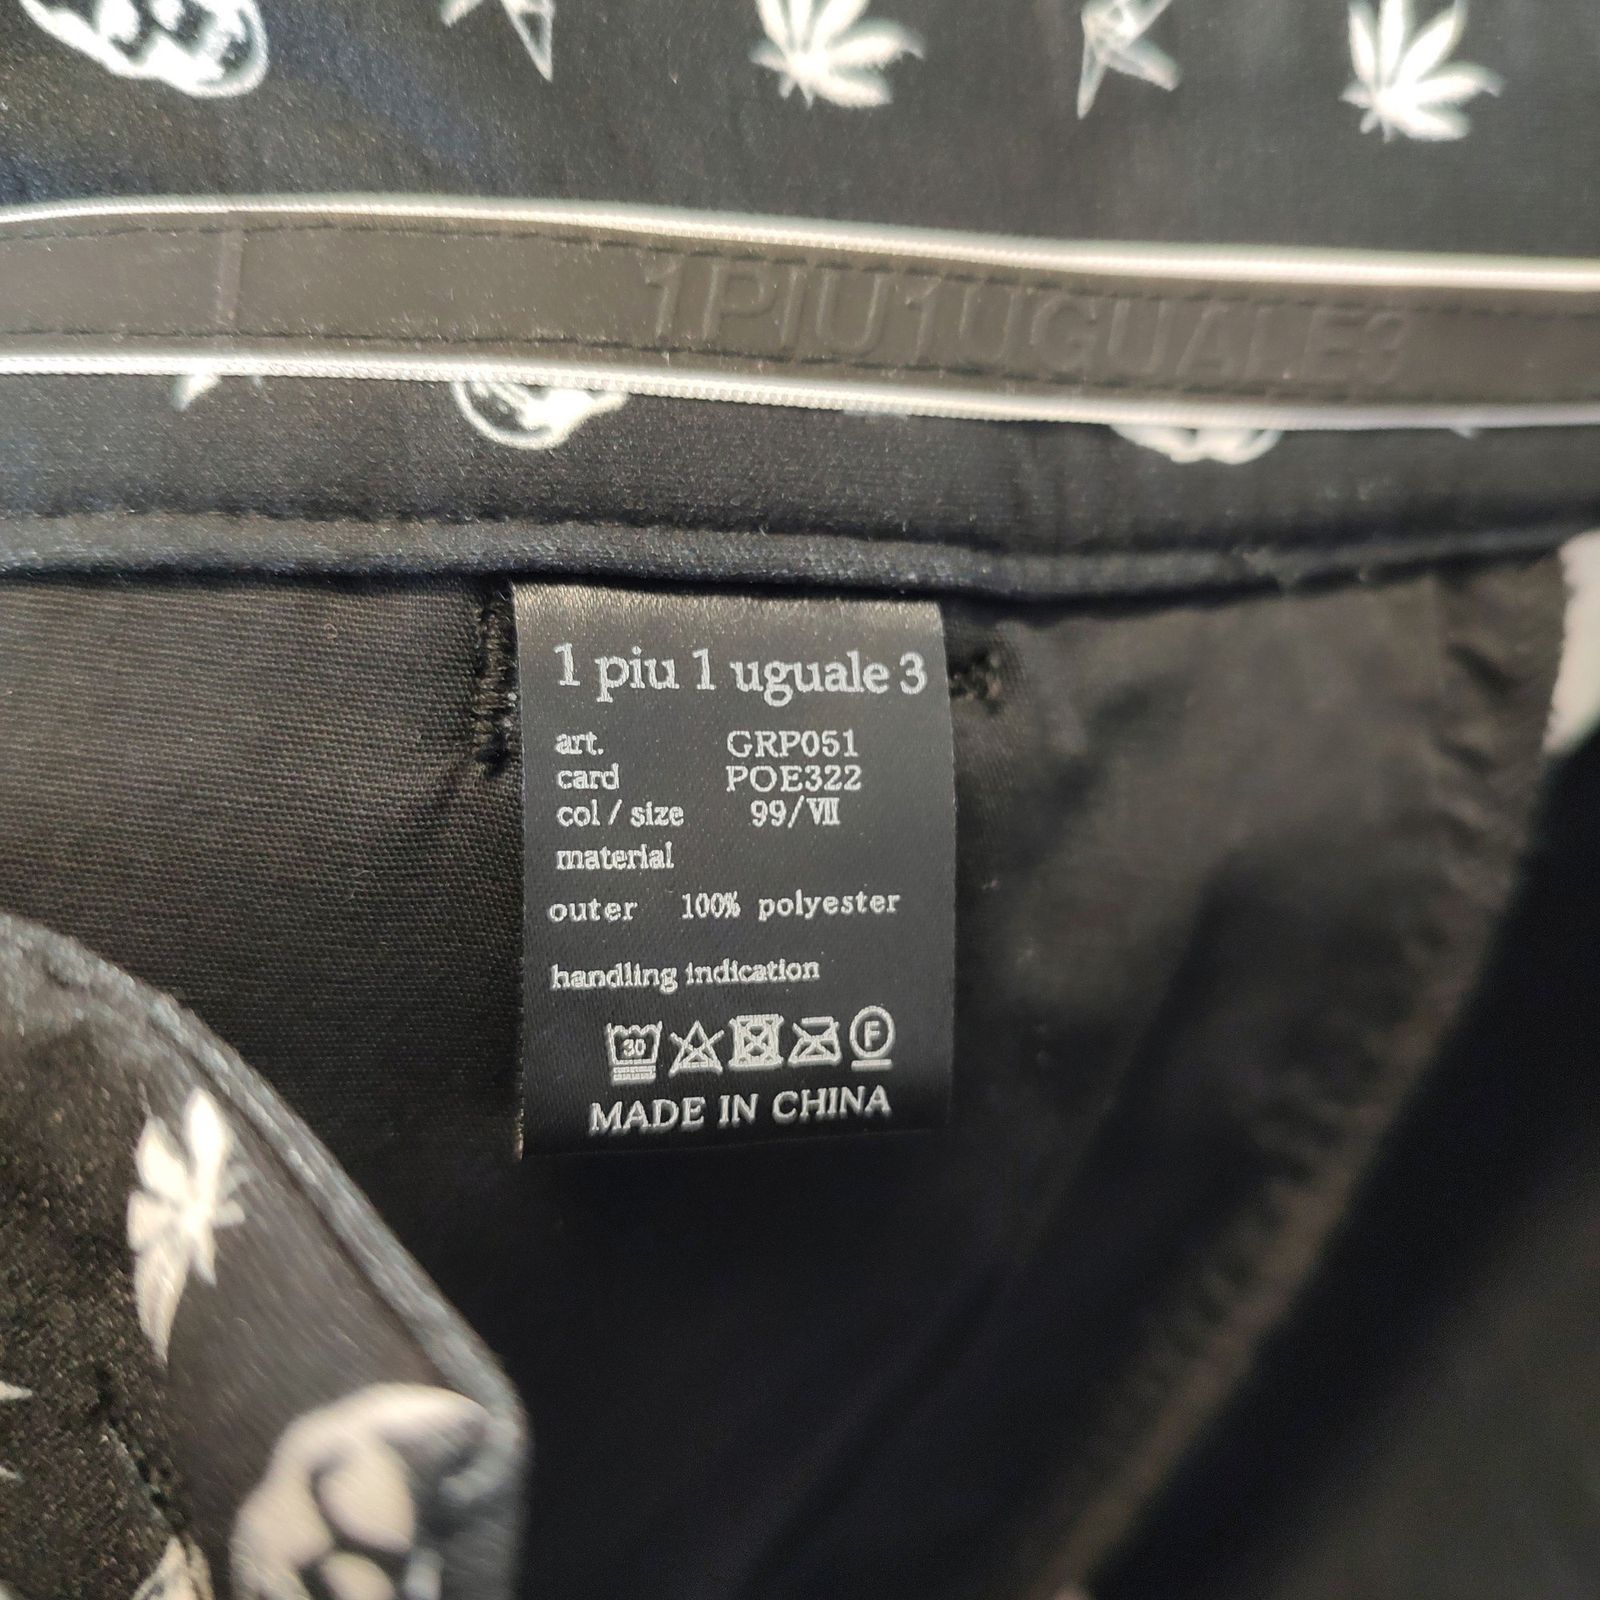 1PIU1UGUALE3
1 piu 1 uguale 3
art. GRP051
card POE322
col / size 99/Ⅶ
material
outer 100% polyester
handling indication
30 F
MADE IN CHINA